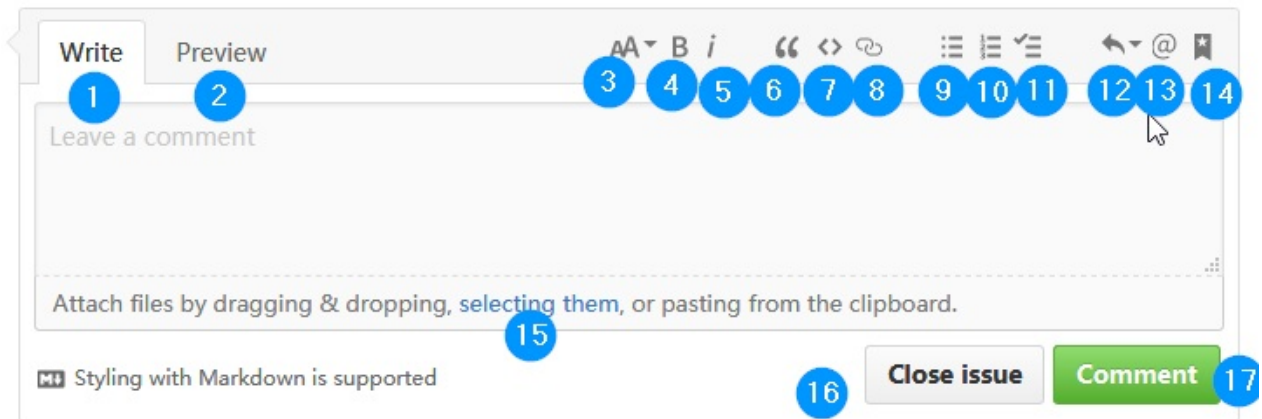 Write Preview AA B i “ <> @
1 2 3 4 5 6 7 8 9 10 11 12 13 14
Leave a comment
Attach files by dragging & dropping, selecting them, or pasting from the clipboard.
15
M↓ Styling with Markdown is supported
Close issue Comment
16 17